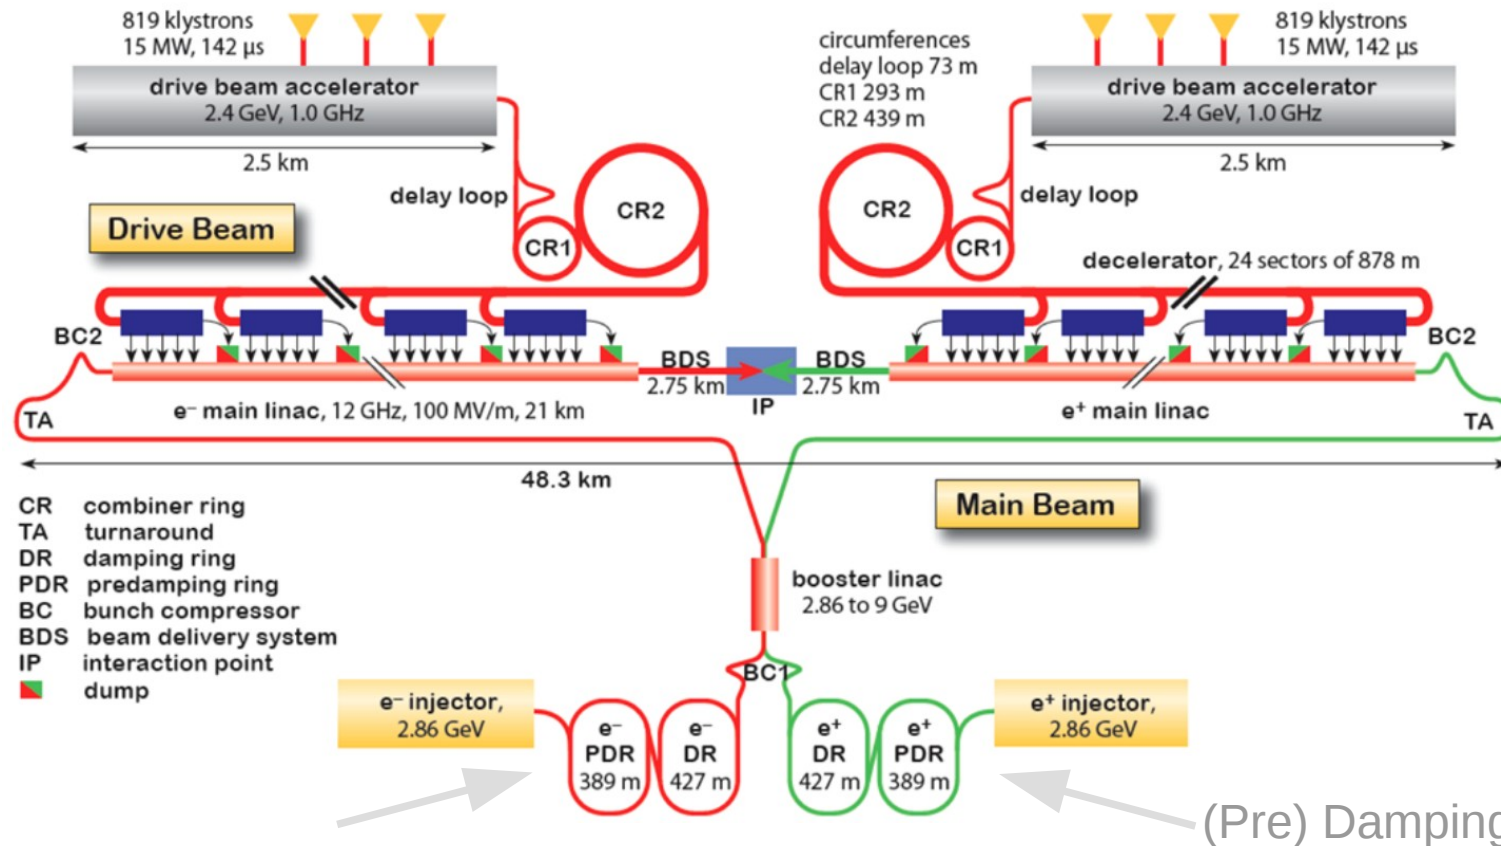 819 klystrons
15 MW, 142 µs
drive beam accelerator
2.4 GeV, 1.0 GHz
2.5 km
circumferences
delay loop 73 m
CR1 293 m
CR2 439 m
819 klystrons
15 MW, 142 µs
drive beam accelerator
2.4 GeV, 1.0 GHz
2.5 km
delay loop
CR2
CR1
CR2
CR1
delay loop
Drive Beam
decelerator, 24 sectors of 878 m
BC2
BDS
2.75 km
IP
BDS
2.75 km
BC2
TA
e⁻ main linac, 12 GHz, 100 MV/m, 21 km
e⁺ main linac
TA
48.3 km
Main Beam
CR combiner ring
TA turnaround
DR damping ring
PDR predamping ring
BC bunch compressor
BDS beam delivery system
IP interaction point
dump
booster linac
2.86 to 9 GeV
BC1
e⁻ injector,
2.86 GeV
e⁻
PDR
389 m
e⁻
DR
427 m
e⁺
DR
427 m
e⁺
PDR
389 m
e⁺ injector,
2.86 GeV
(Pre) Damping